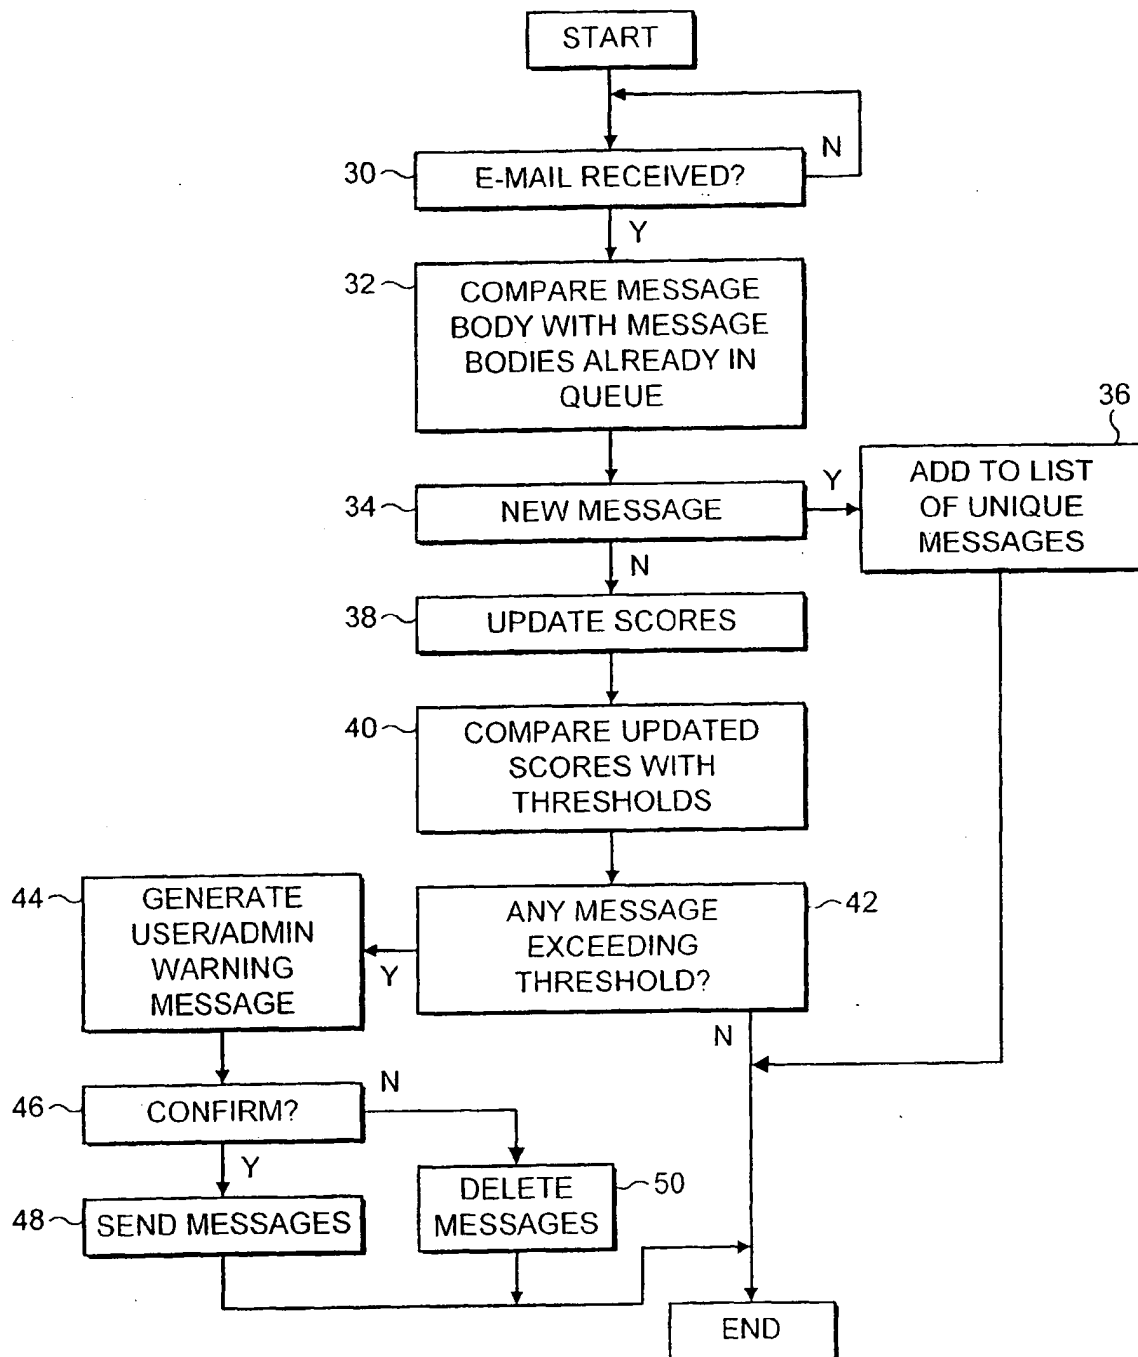 START
N
30
E-MAIL RECEIVED?
Y
32
COMPARE MESSAGE
BODY WITH MESSAGE
BODIES ALREADY IN
QUEUE
36
ADD TO LIST
OF UNIQUE
MESSAGES
34
NEW MESSAGE
Y
N
38
UPDATE SCORES
40
COMPARE UPDATED
SCORES WITH
THRESHOLDS
44
GENERATE
USER/ADMIN
WARNING
MESSAGE
Y
ANY MESSAGE
EXCEEDING
THRESHOLD?
42
N
46
CONFIRM?
N
Y
48
SEND MESSAGES
DELETE
MESSAGES
50
END